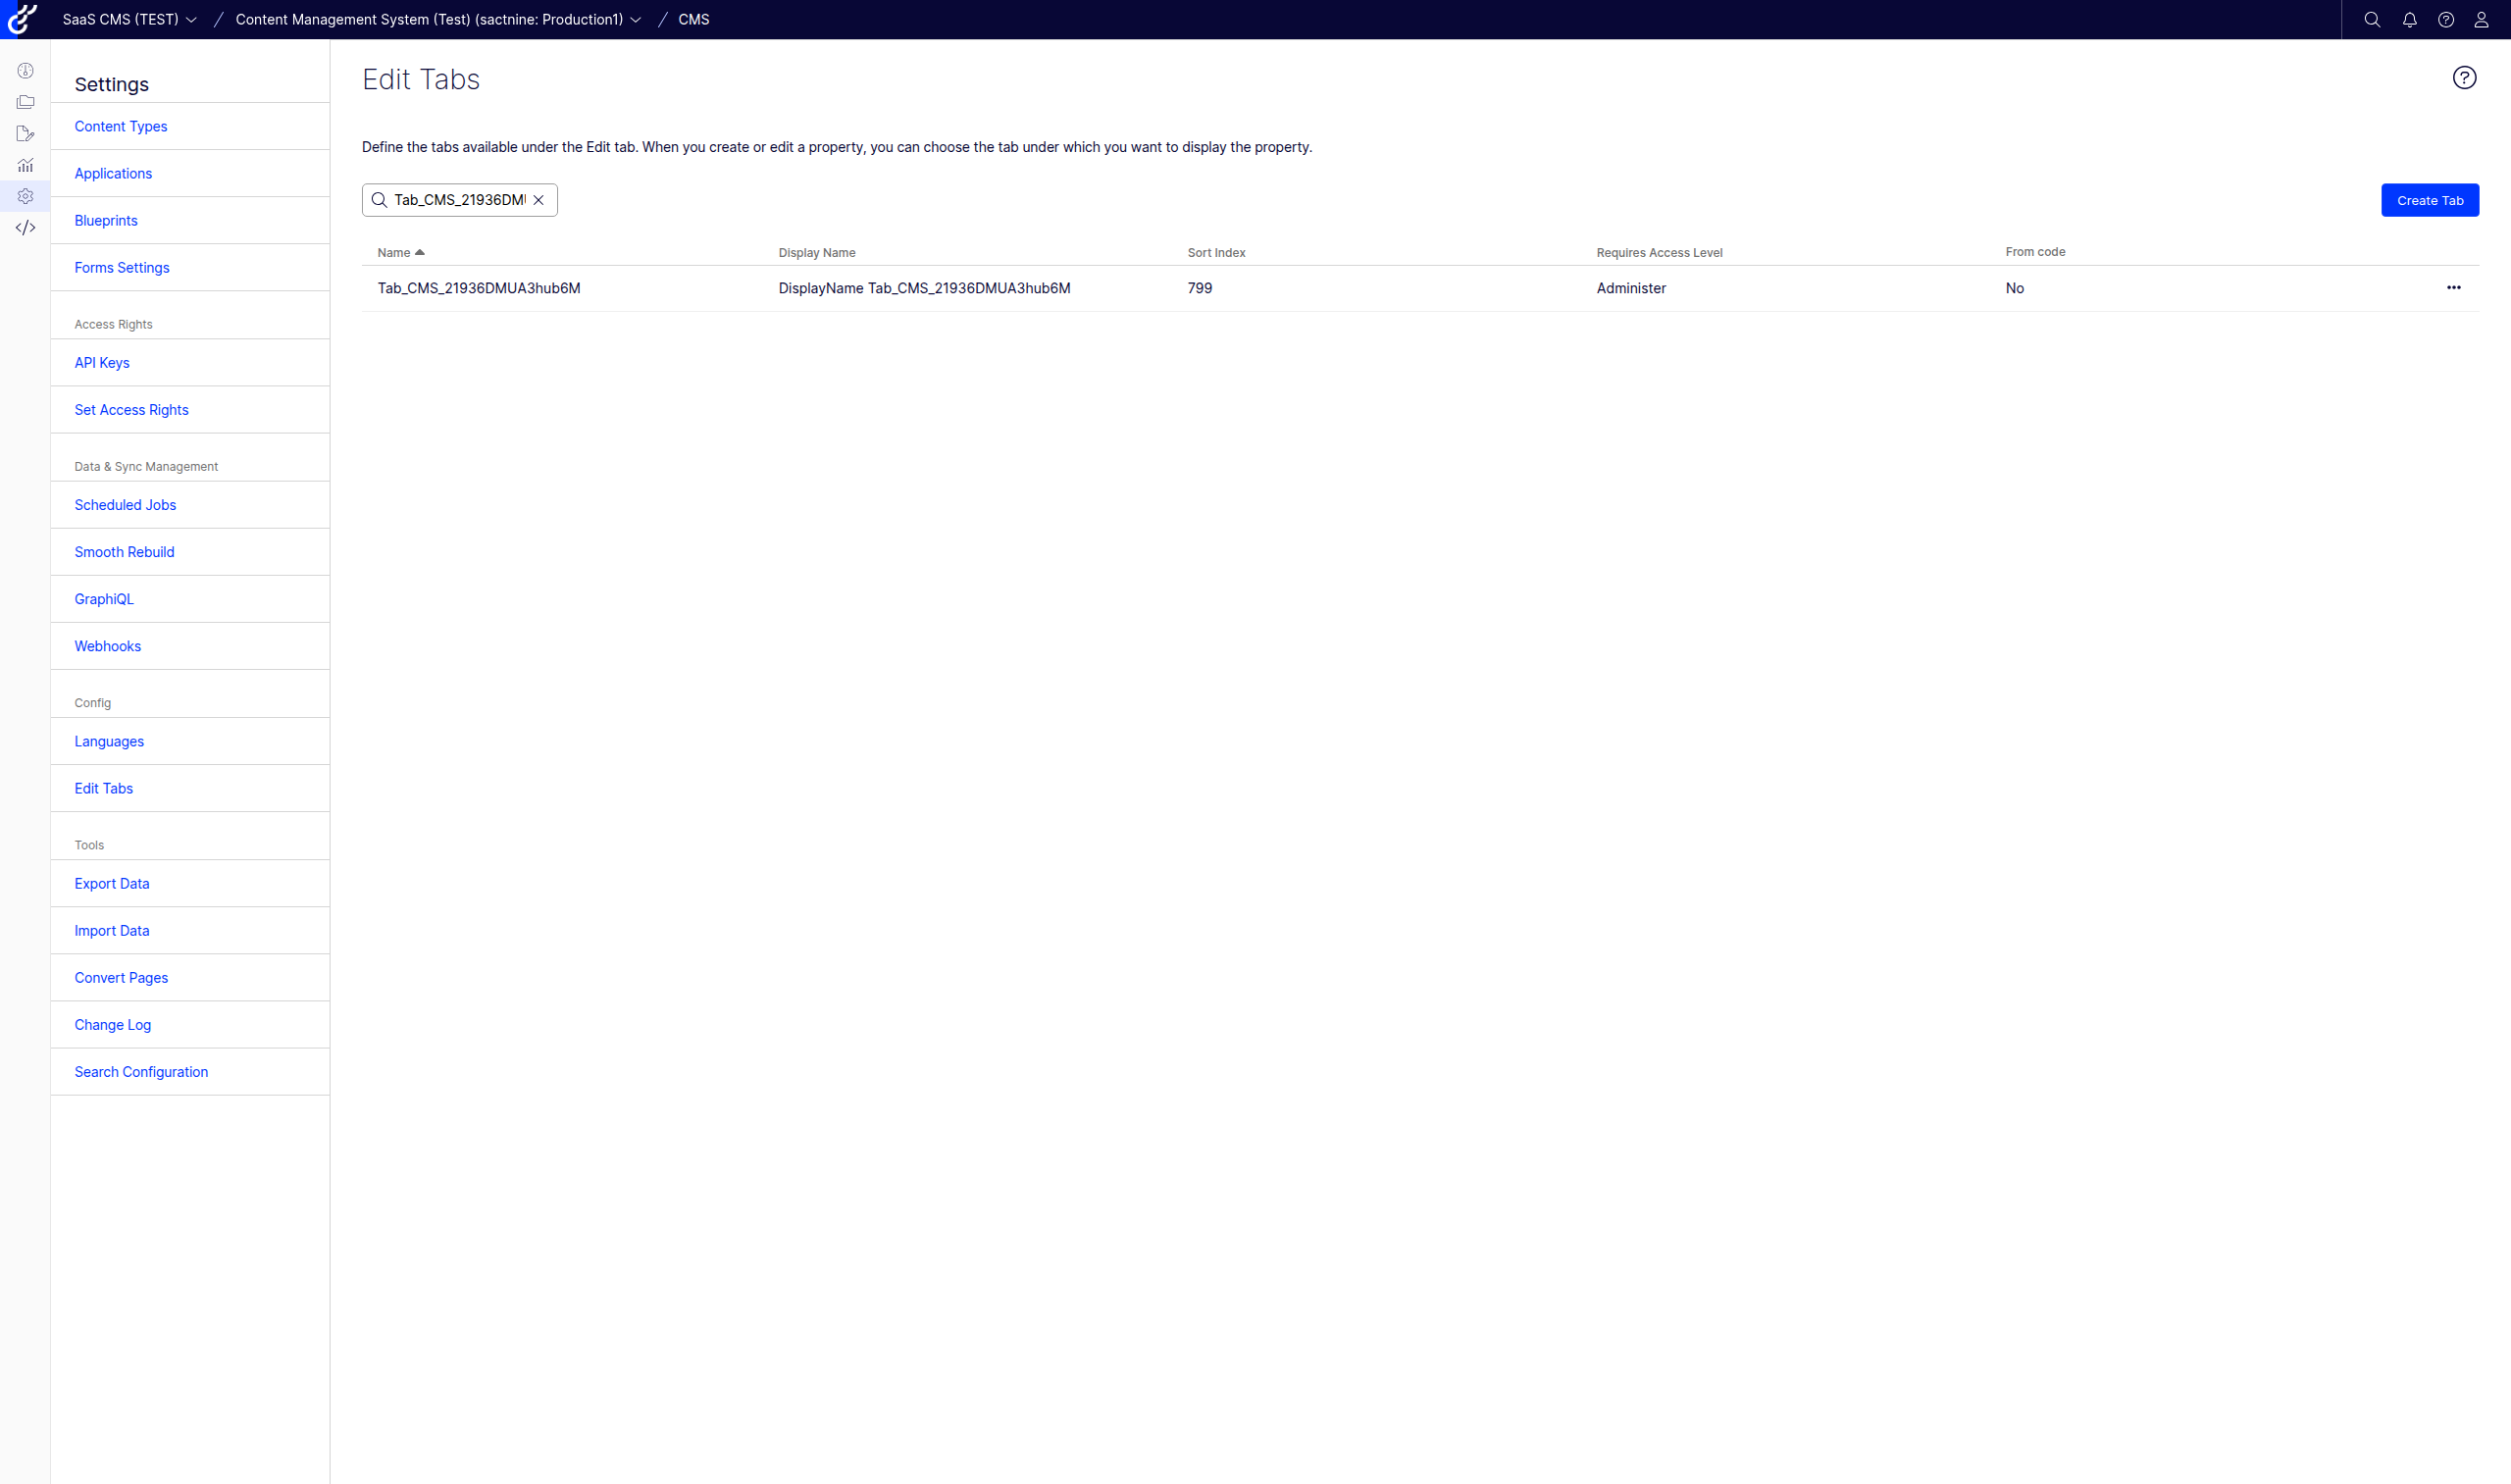 SaaS CMS (TEST) / Content Management System (Test) (sactnine: Production1) / CMS
Settings
Content Types
Applications
Blueprints
Forms Settings
Access Rights
API Keys
Set Access Rights
Data & Sync Management
Scheduled Jobs
Smooth Rebuild
GraphiQL
Webhooks
Config
Languages
Edit Tabs
Tools
Export Data
Import Data
Convert Pages
Change Log
Search Configuration
Edit Tabs
Define the tabs available under the Edit tab. When you create or edit a property, you can choose the tab under which you want to display the property.
Tab_CMS_21936DMU
Create Tab
Name Display Name Sort Index Requires Access Level From code
Tab_CMS_21936DMUA3hub6M DisplayName Tab_CMS_21936DMUA3hub6M 799 Administer No